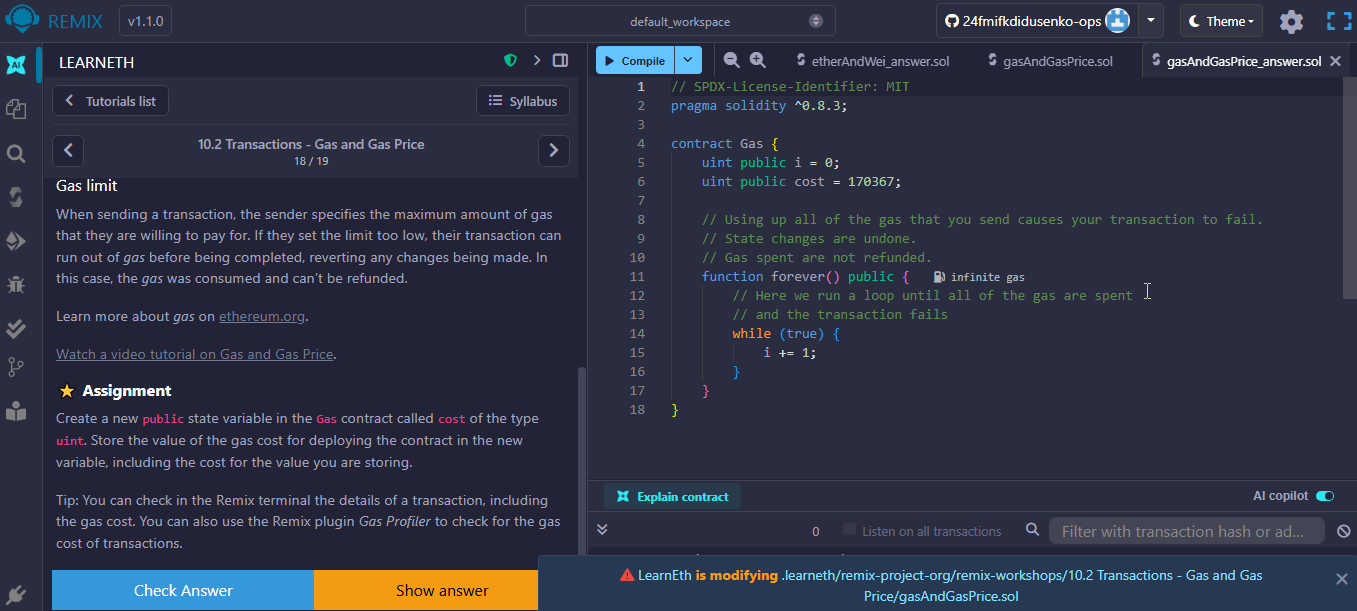 REMIX
v1.1.0
default_workspace
24fmifkdidusenko-ops
Theme
AI
LEARNETH
Tutorials list
Syllabus
10.2 Transactions - Gas and Gas Price
18 / 19
Gas limit
When sending a transaction, the sender specifies the maximum amount of gas
that they are willing to pay for. If they set the limit too low, their transaction can
run out of gas before being completed, reverting any changes being made. In
this case, the gas was consumed and can't be refunded.
Learn more about gas on ethereum.org.
Watch a video tutorial on Gas and Gas Price.
Assignment
Create a new public state variable in the Gas contract called cost of the type
uint. Store the value of the gas cost for deploying the contract in the new
variable, including the cost for the value you are storing.
Tip: You can check in the Remix terminal the details of a transaction, including
the gas cost. You can also use the Remix plugin Gas Profiler to check for the gas
cost of transactions.
Check Answer
Show answer
Compile
etherAndWei_answer.sol
gasAndGasPrice.sol
gasAndGasPrice_answer.sol
1 // SPDX-License-Identifier: MIT
2 pragma solidity ^0.8.3;
3
4 contract Gas {
5 uint public i = 0;
6 uint public cost = 170367;
7
8 // Using up all of the gas that you send causes your transaction to fail.
9 // State changes are undone.
10 // Gas spent are not refunded.
11 function forever() public { infinite gas
12 // Here we run a loop until all of the gas are spent
13 // and the transaction fails
14 while (true) {
15 i += 1;
16 }
17 }
18 }
Explain contract
AI copilot
0
Listen on all transactions
Filter with transaction hash or ad...
LearnEth is modifying .learneth/remix-project-org/remix-workshops/10.2 Transactions - Gas and Gas
Price/gasAndGasPrice.sol